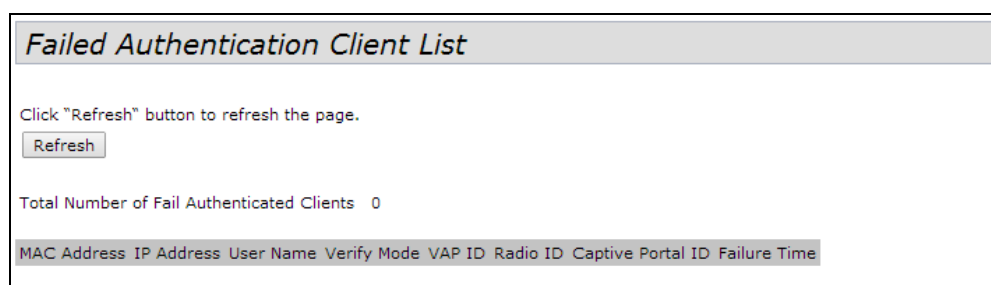 Failed Authentication Client List
Click "Refresh" button to refresh the page.
Refresh
Total Number of Fail Authenticated Clients 0
MAC Address IP Address User Name Verify Mode VAP ID Radio ID Captive Portal ID Failure Time